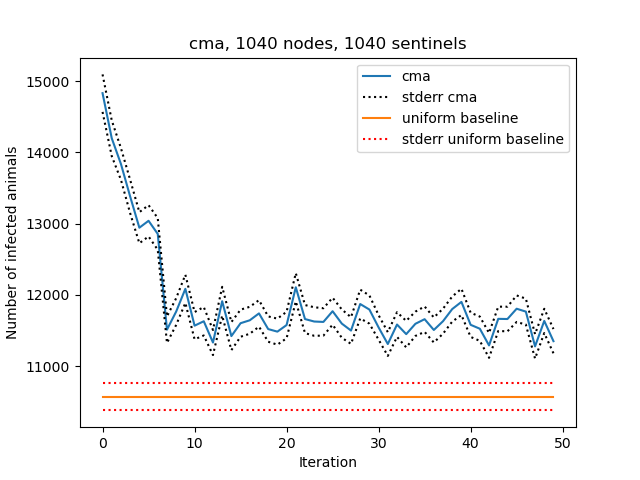 cma, 1040 nodes, 1040 sentinels
15000
14000
13000
12000
11000
Number of infected animals
cma
stderr cma
uniform baseline
stderr uniform baseline
0 10 20 30 40 50
Iteration